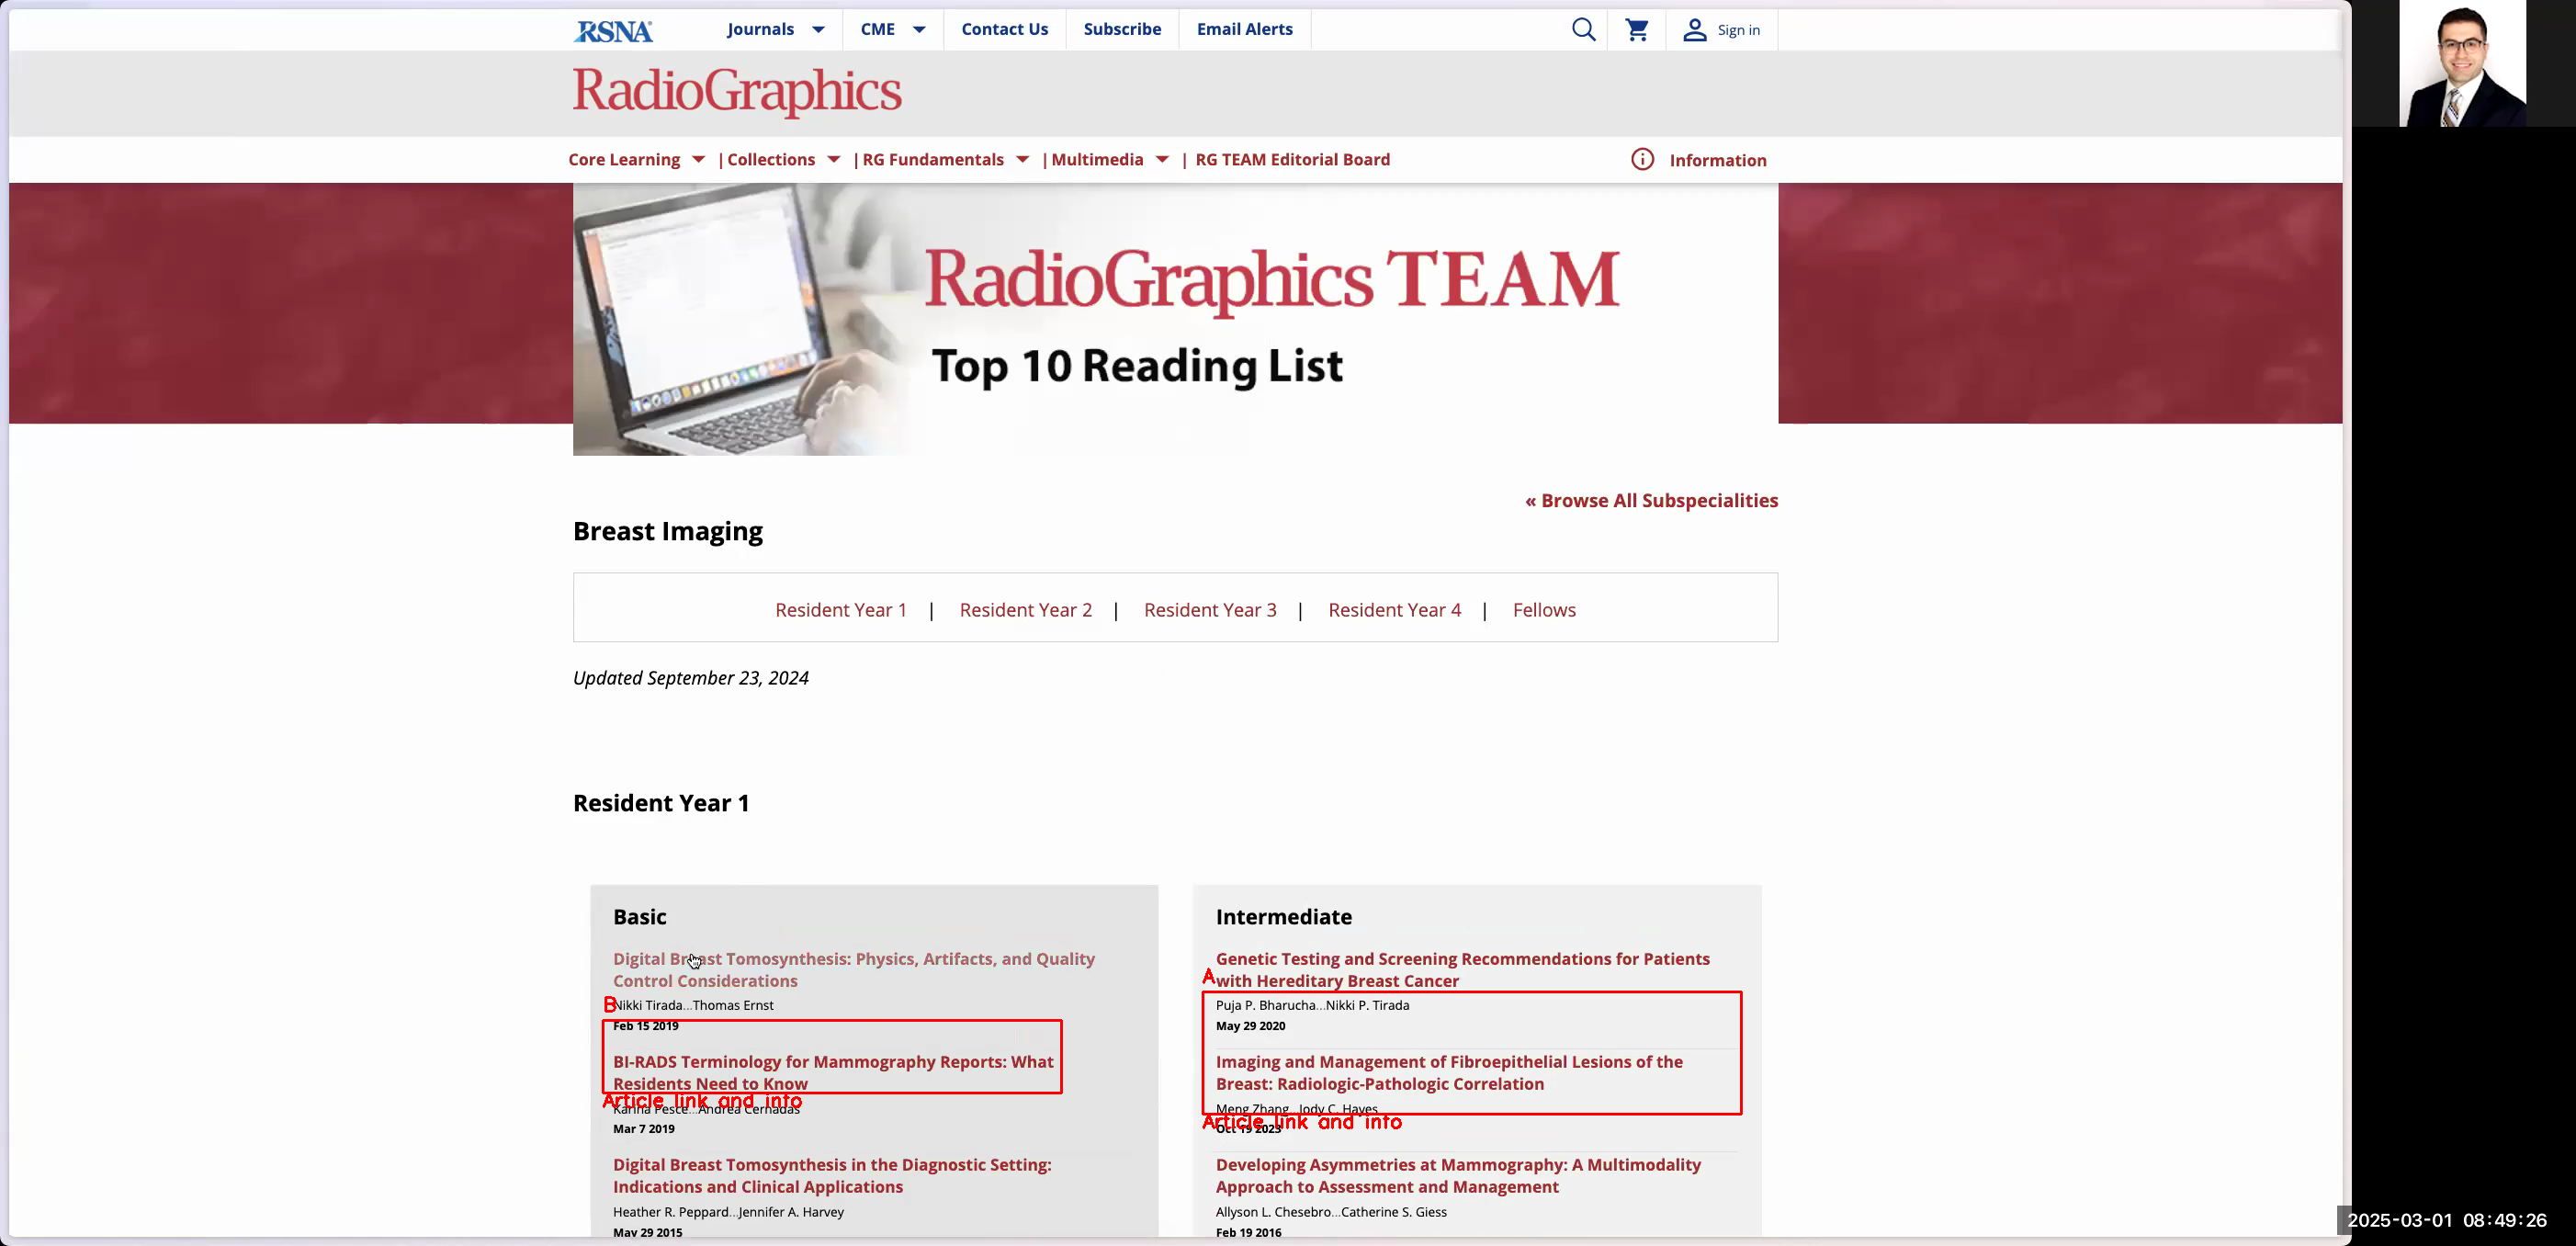 RSNA
Journals
CME
Contact Us
Subscribe
Email Alerts
Sign in
RadioGraphics
Core Learning | Collections | RG Fundamentals | Multimedia | RG TEAM Editorial Board
Information
RadioGraphics TEAM
Top 10 Reading List
« Browse All Subspecialities
Breast Imaging
Resident Year 1 | Resident Year 2 | Resident Year 3 | Resident Year 4 | Fellows
Updated September 23, 2024
Resident Year 1
Basic
Digital Breast Tomosynthesis: Physics, Artifacts, and Quality
Control Considerations
B
Nikki Tirada...Thomas Ernst
Feb 15 2019
BI-RADS Terminology for Mammography Reports: What
Residents Need to Know
Article link and info
Karina Pesce...Andrea Cernadas
Mar 7 2019
Digital Breast Tomosynthesis in the Diagnostic Setting:
Indications and Clinical Applications
Heather R. Peppard...Jennifer A. Harvey
May 29 2015
Intermediate
Genetic Testing and Screening Recommendations for Patients
A
with Hereditary Breast Cancer
Puja P. Bharucha...Nikki P. Tirada
May 29 2020
Imaging and Management of Fibroepithelial Lesions of the
Breast: Radiologic-Pathologic Correlation
Meng Zhang...Jody C. Hayes
Article link and info
Oct 19 2023
Developing Asymmetries at Mammography: A Multimodality
Approach to Assessment and Management
Allyson L. Chesebro...Catherine S. Giess
Feb 19 2016
2025-03-01 08:49:26